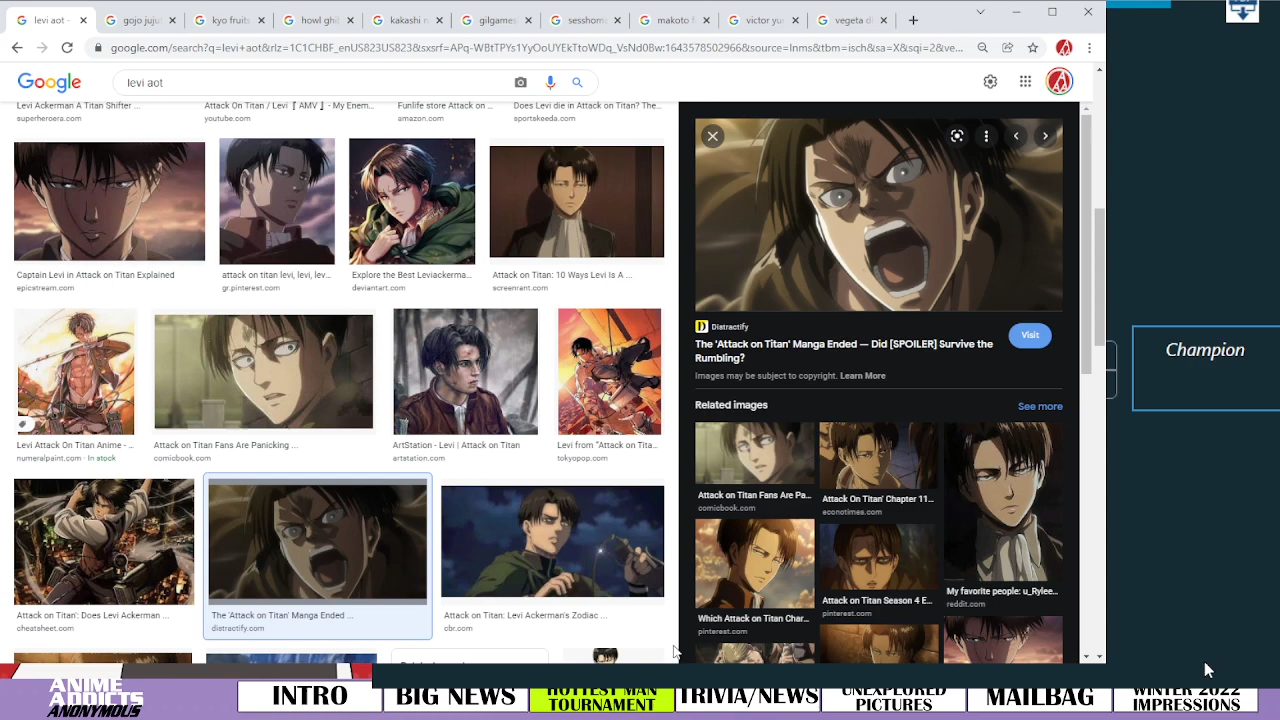 levi aot
gojo juju
kyo fruits
howl ghil
kakashi n
gilgames
sesshom
makoto f
victor yur
vegeta dl
google.com/search?q=levi+aot&rlz=1C1CHBF_enUS823US823&sxsrf=APq-WBtTPYs1YyOoUYEktToWDq_VsNd0Bw:1643578502966&source=lnms&tbm=isch&sa=X&sqi=2&ve...
Google
levi aot
Levi Ackerman A Titan Shifter ...
superheroera.com
Attack On Titan / Levi「AMV」- My Enem...
youtube.com
Funlife store Attack on ...
amazon.com
Does Levi die in Attack on Titan? The...
sportskeeda.com
Captain Levi in Attack on Titan Explained
epicstream.com
attack on titan levi, levi, lev...
gr.pinterest.com
Explore the Best Leviackerma...
deviantart.com
Attack on Titan: 10 Ways Levi Is A ...
screenrant.com
Levi Attack On Titan Anime - ...
numeralpaint.com · In stock
Attack on Titan Fans Are Panicking ...
comicbook.com
ArtStation - Levi | Attack on Titan
artstation.com
Levi from "Attack on Tita...
tokyopop.com
Attack on Titan': Does Levi Ackerman ...
cheatsheet.com
The 'Attack on Titan' Manga Ended ...
distractify.com
Attack on Titan: Levi Ackerman's Zodiac ...
cbr.com
D Distractify
The 'Attack on Titan' Manga Ended — Did [SPOILER] Survive the
Rumbling?
Visit
Images may be subject to copyright. Learn More
Related images
See more
Attack on Titan Fans Are Pa...
comicbook.com
Attack On Titan' Chapter 11...
econotimes.com
My favorite people: u_Rylee...
reddit.com
Which Attack on Titan Char...
pinterest.com
Attack on Titan Season 4 E...
pinterest.com
Champion
ANIME
ADDICTS
ANONYMOUS
INTRO
BIG NEWS
HOTTEST MAN
TOURNAMENT
TRIVIA/NEWS
UNEXPLORED
PICTURES
MAILBAG
WINTER 2022
IMPRESSIONS